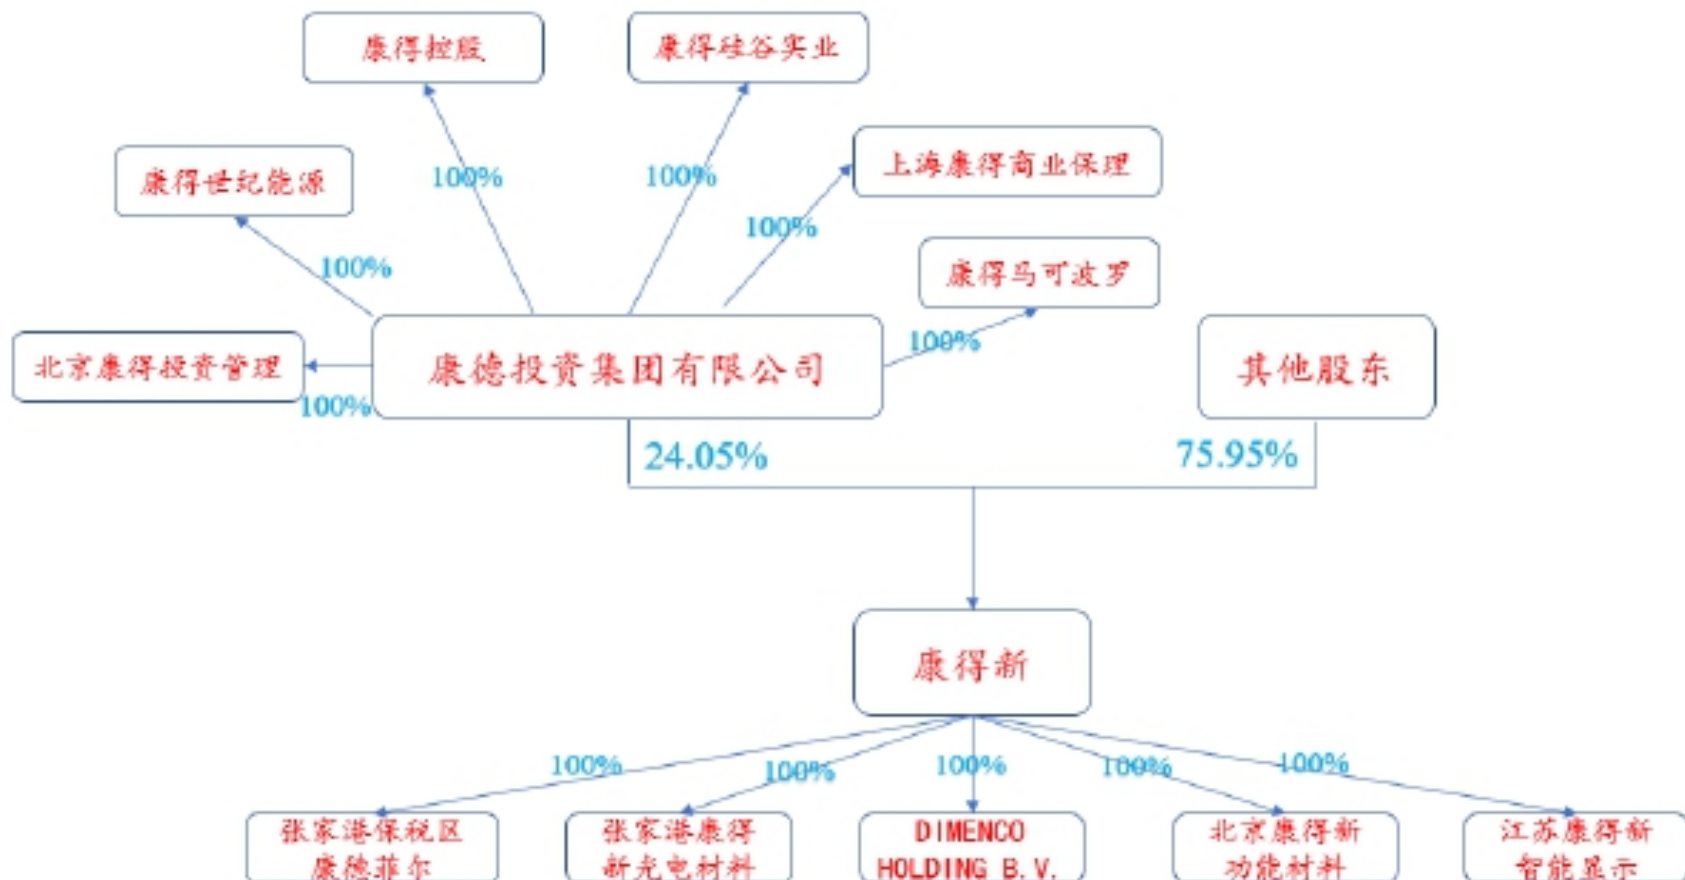 康得控股
康得硅谷实业
上海康得商业保理
康得世纪能源
100%
100%
100%
康得马可波罗
100%
100%
北京康得投资管理
康德投资集团有限公司
其他股东
100%
24.05%
75.95%
康得新
100%
100%
100%
100%
100%
张家港保税区
康德菲尔
张家港康得
新光电材料
DIMENCO
HOLDING B.V.
北京康得新
功能材料
江苏康得新
智能显示